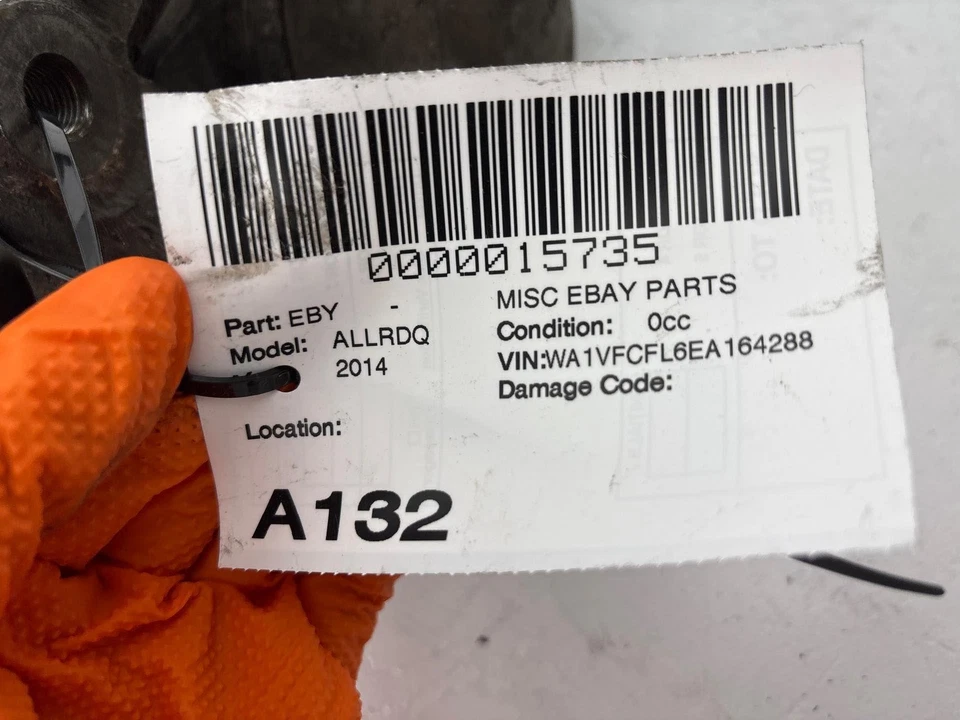 0000015735
Part: EBY - MISC EBAY PARTS
Model: ALLRDQ Condition: 0cc
2014 VIN:WA1VFCFL6EA164288
Damage Code:
Location:
A132